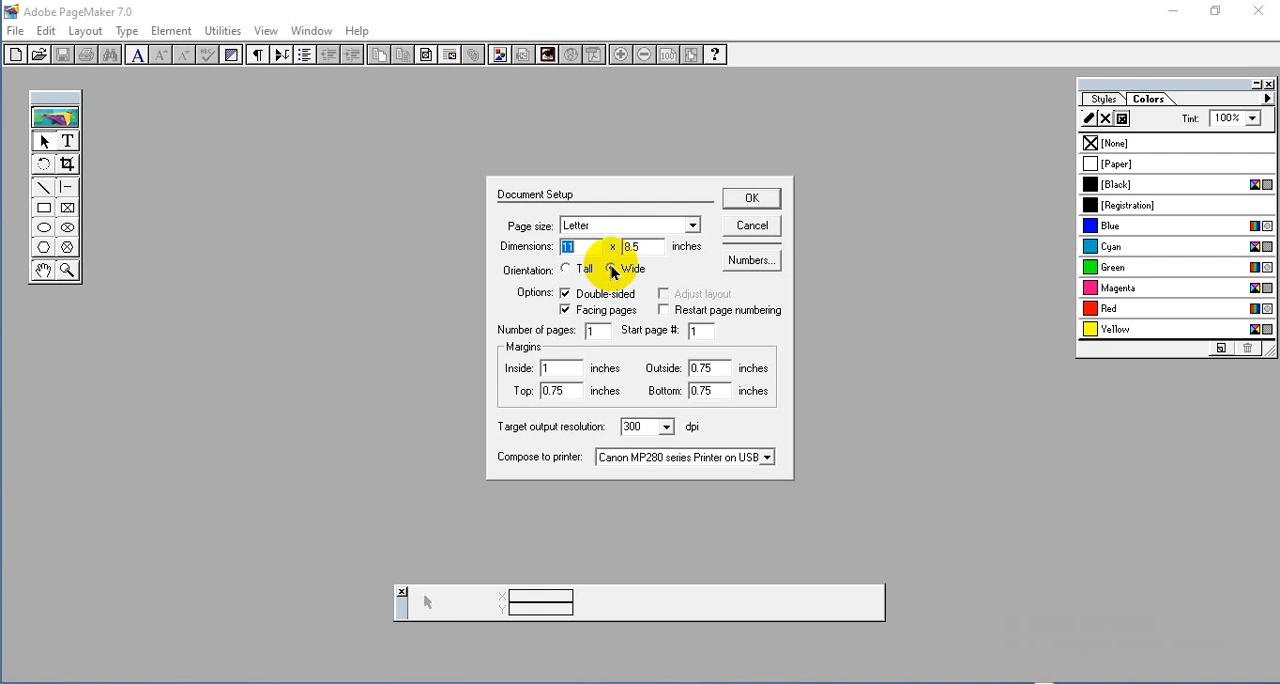 Adobe PageMaker 7.0
File Edit Layout Type Element Utilities View Window Help
Styles Colors
Tint: 100%
[None]
[Paper]
[Black]
[Registration]
Blue
Cyan
Green
Magenta
Red
Yellow
Document Setup
OK
Page size: Letter
Cancel
Dimensions: 11 x 8.5 inches
Numbers...
Orientation: Tall Wide
Options: Double-sided Adjust layout
Facing pages Restart page numbering
Number of pages: 1 Start page #: 1
Margins
Inside: 1 inches Outside: 0.75 inches
Top: 0.75 inches Bottom: 0.75 inches
Target output resolution: 300 dpi
Compose to printer: Canon MP280 series Printer on USB
X
Y